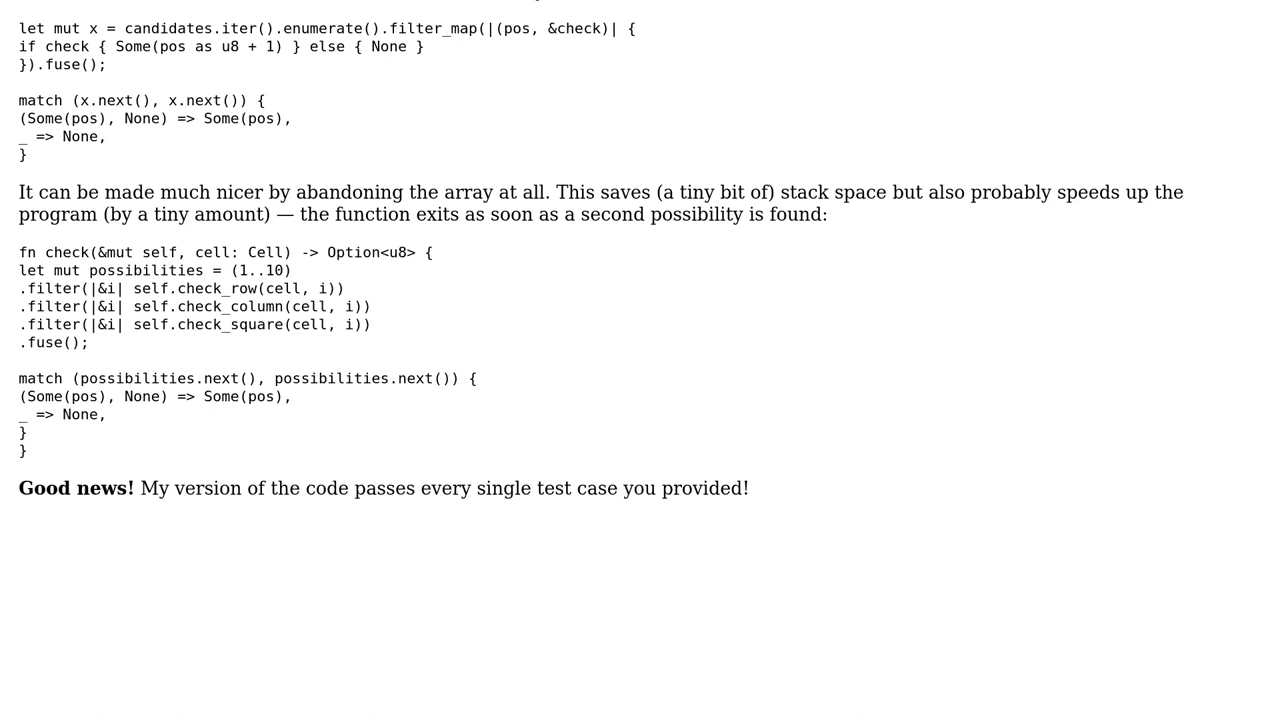 let mut x = candidates.iter().enumerate().filter_map(|(pos, &check)| {
if check { Some(pos as u8 + 1) } else { None }
}).fuse();
match (x.next(), x.next()) {
(Some(pos), None) => Some(pos),
_ => None,
}
It can be made much nicer by abandoning the array at all. This saves (a tiny bit of) stack space but also probably speeds up the
program (by a tiny amount) — the function exits as soon as a second possibility is found:
fn check(&mut self, cell: Cell) -> Option<u8> {
let mut possibilities = (1..10)
.filter(|&i| self.check_row(cell, i))
.filter(|&i| self.check_column(cell, i))
.filter(|&i| self.check_square(cell, i))
.fuse();
match (possibilities.next(), possibilities.next()) {
(Some(pos), None) => Some(pos),
_ => None,
}
}
Good news! My version of the code passes every single test case you provided!